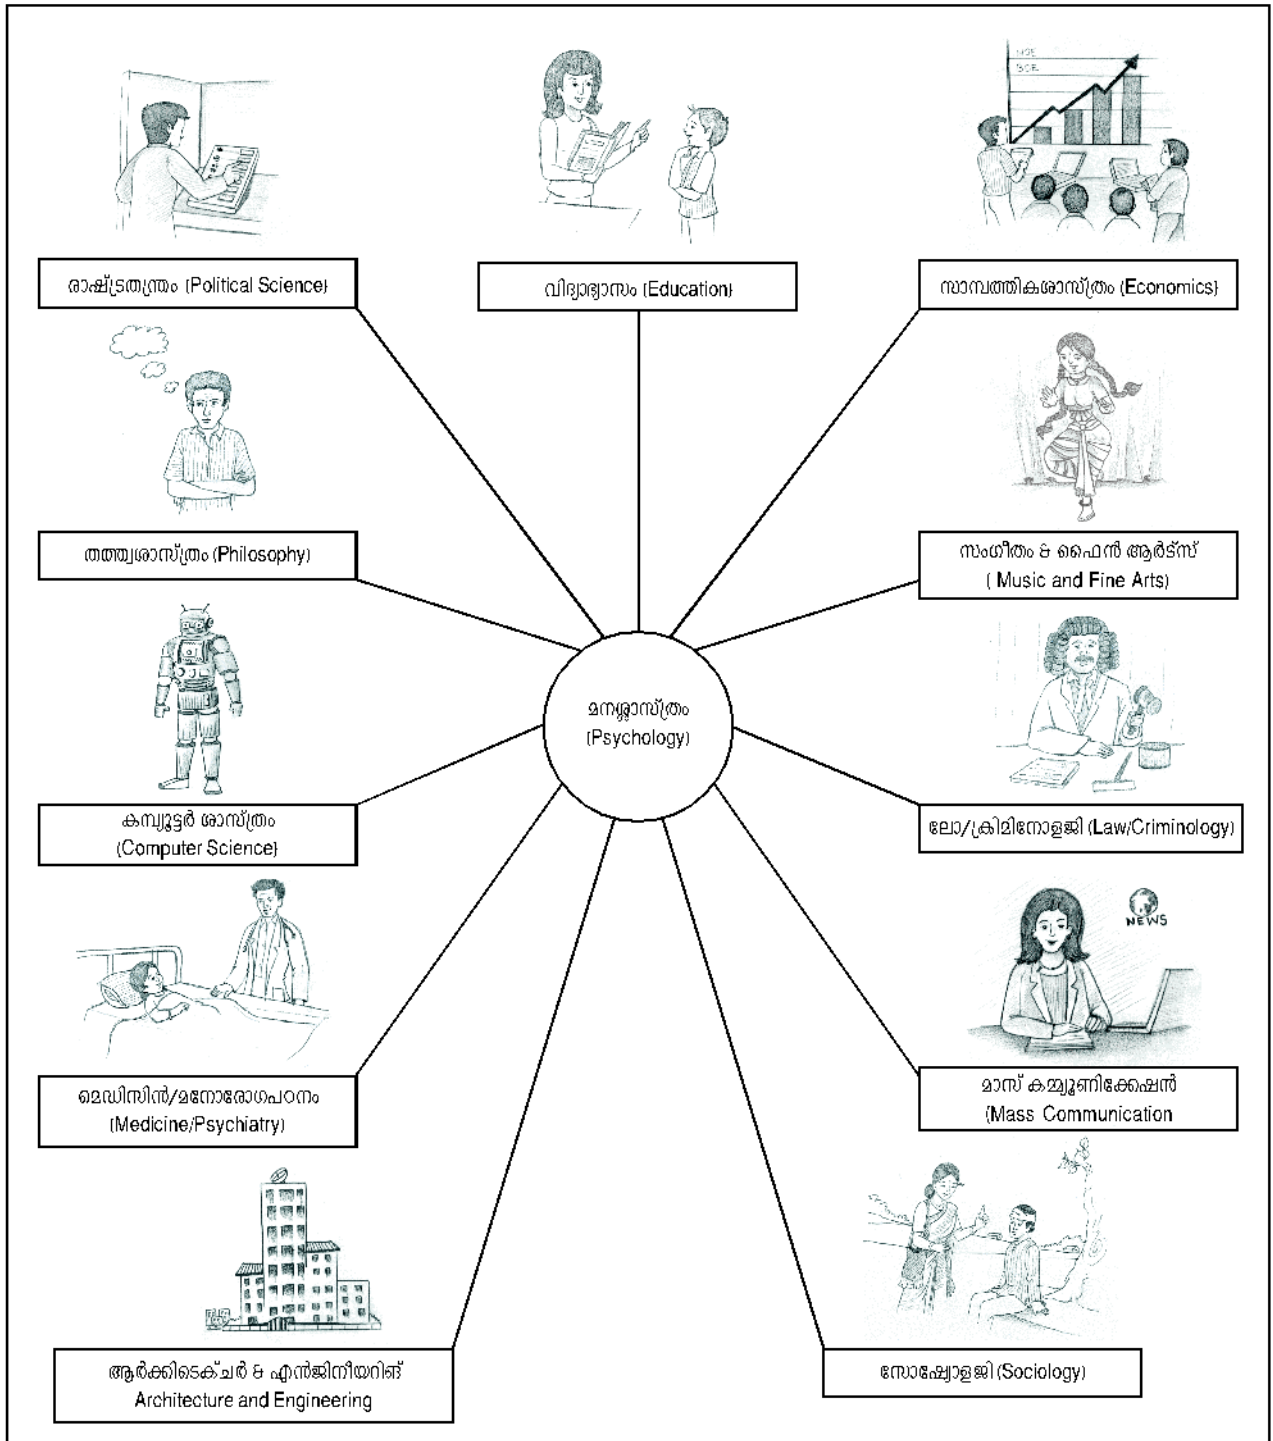 NSE
BSE
രാഷ്ട്രതന്ത്രം (Political Science)
വിദ്യാഭ്യാസം (Education)
സാമ്പത്തികശാസ്ത്രം (Economics)
തത്ത്വശാസ്ത്രം (Philosophy)
സംഗീതം & ഫൈൻ ആർട്സ്
( Music and Fine Arts)
മനശ്ശാസ്ത്രം
(Psychology)
കമ്പ്യൂട്ടർ ശാസ്ത്രം
(Computer Science)
ലോ/ക്രിമിനോളജി (Law/Criminology)
NEWS
മെഡിസിൻ/മനോരോഗപഠനം
(Medicine/Psychiatry)
മാസ് കമ്മ്യൂണിക്കേഷൻ
(Mass Communication
ആർക്കിടെക്ചർ & എൻജിനീയറിങ്
Architecture and Engineering
സോഷ്യോളജി (Sociology)